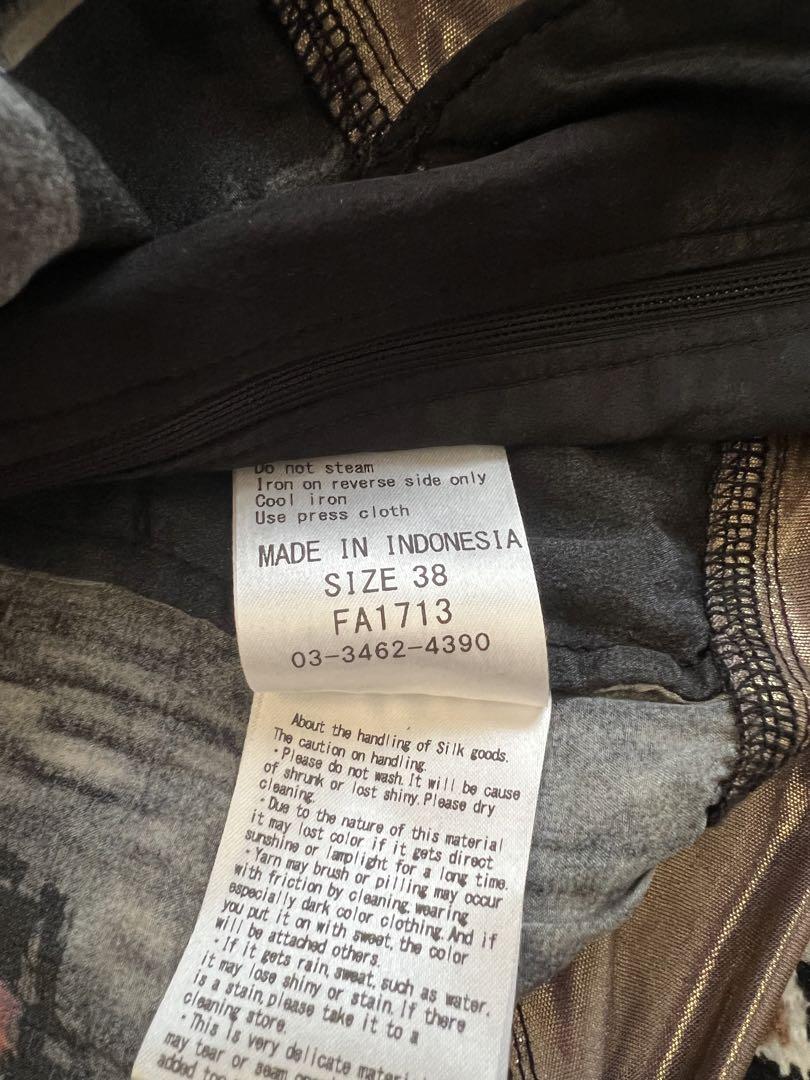 Do not steam
Iron on reverse side only
Cool iron
Use press cloth
MADE IN INDONESIA
SIZE 38
FA1713
03-3462-4390
About the handling of Silk goods.
The caution on handling.
・Please do not wash. It will be cause
of shrunk or lost shiny. Please dry
cleaning.
・Due to the nature of this material
it may lost color if it gets direct
sunshine or lamplight for a long time.
・Yarn may brush or pilling may occur
with friction by cleaning, wearing
especially dark color clothing. And if
you put it on with sweet, the color
will be attached others.
・If it gets rain, sweat, such as water,
it may lose shiny or stain. If there
is a stain, please take it to a
cleaning store.
・This is very delicate
may tear or seam
added